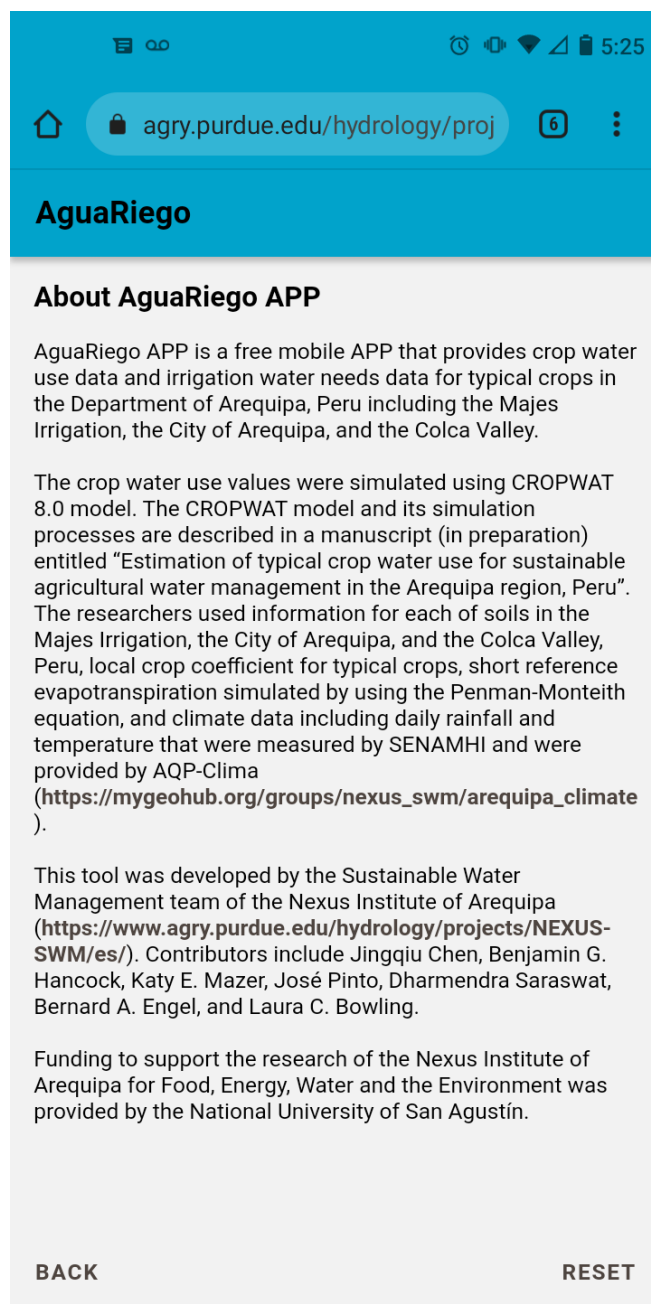 5:25
agry.purdue.edu/hydrology/proj
6
AguaRiego
About AguaRiego APP
AguaRiego APP is a free mobile APP that provides crop water
use data and irrigation water needs data for typical crops in
the Department of Arequipa, Peru including the Majes
Irrigation, the City of Arequipa, and the Colca Valley.
The crop water use values were simulated using CROPWAT
8.0 model. The CROPWAT model and its simulation
processes are described in a manuscript (in preparation)
entitled “Estimation of typical crop water use for sustainable
agricultural water management in the Arequipa region, Peru”.
The researchers used information for each of soils in the
Majes Irrigation, the City of Arequipa, and the Colca Valley,
Peru, local crop coefficient for typical crops, short reference
evapotranspiration simulated by using the Penman-Monteith
equation, and climate data including daily rainfall and
temperature that were measured by SENAMHI and were
provided by AQP-Clima
(https://mygeohub.org/groups/nexus_swm/arequipa_climate
).
This tool was developed by the Sustainable Water
Management team of the Nexus Institute of Arequipa
(https://www.agry.purdue.edu/hydrology/projects/NEXUS-
SWM/es/). Contributors include Jingqiu Chen, Benjamin G.
Hancock, Katy E. Mazer, José Pinto, Dharmendra Saraswat,
Bernard A. Engel, and Laura C. Bowling.
Funding to support the research of the Nexus Institute of
Arequipa for Food, Energy, Water and the Environment was
provided by the National University of San Agustín.
BACK
RESET